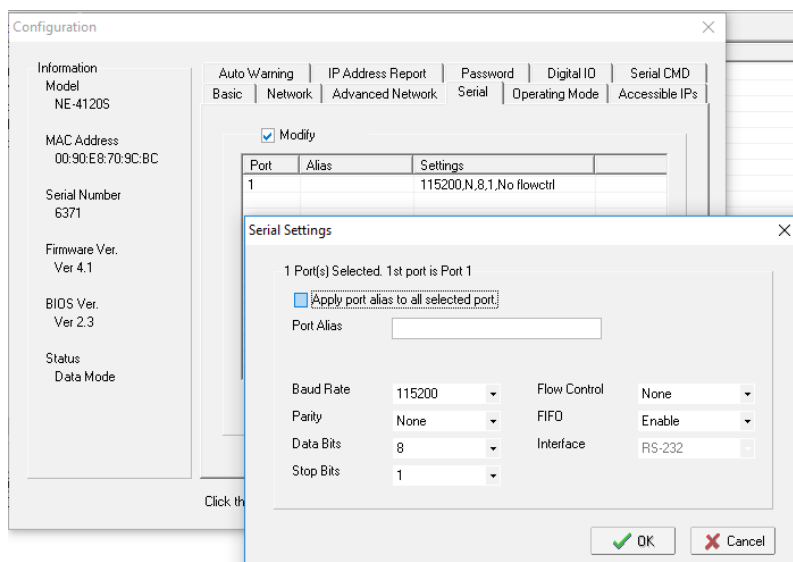 Configuration
Information
Model
NE-4120S
MAC Address
00:90:E8:70:9C:BC
Serial Number
6371
Firmware Ver.
Ver 4.1
BIOS Ver.
Ver 2.3
Status
Data Mode
Auto Warning IP Address Report Password Digital IO Serial CMD
Basic Network Advanced Network Serial Operating Mode Accessible IPs
Modify
Port Alias Settings
1 115200,N,8,1,No flowctrl
Click th
Serial Settings
1 Port(s) Selected. 1st port is Port 1
Apply port alias to all selected port.
Port Alias
Baud Rate 115200 Flow Control None
Parity None FIFO Enable
Data Bits 8 Interface RS-232
Stop Bits 1
OK Cancel